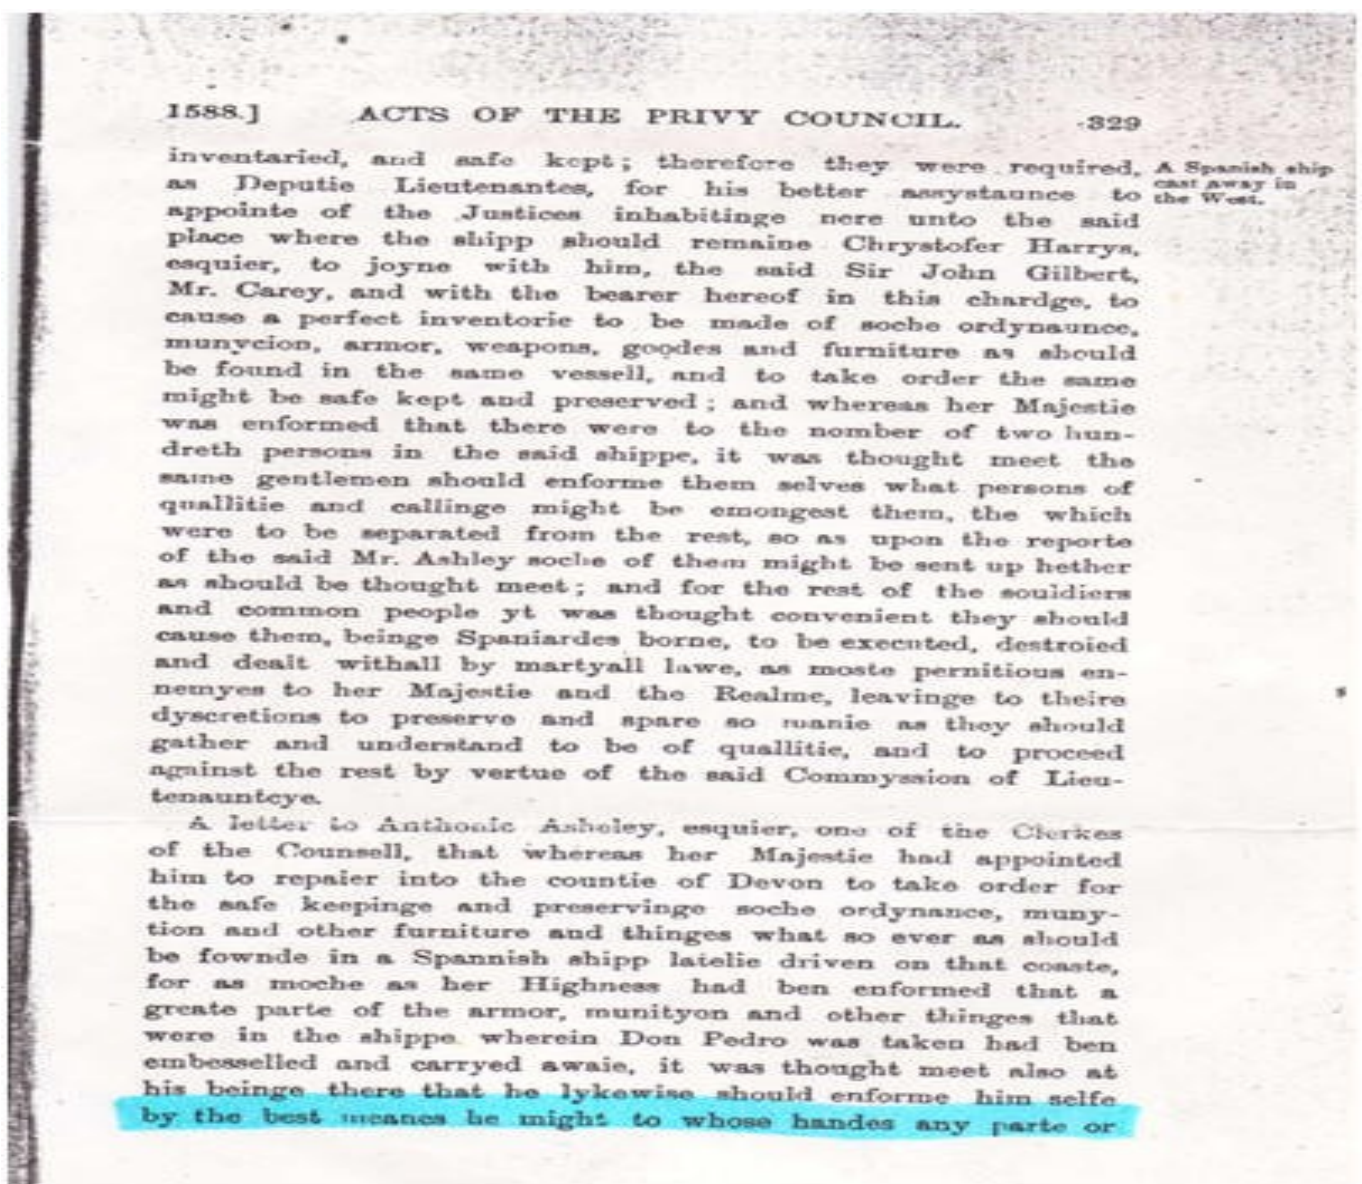 1588.] ACTS OF THE PRIVY COUNCIL. 329
inventaried, and safe kept; therefore they were required,
as Deputie Lieutenantes, for his better assystaunce to
appointe of the Justices inhabitinge nere unto the said
place where the shipp should remaine Chrystofer Harrys,
esquier, to joyne with him, the said Sir John Gilbert,
Mr. Carey, and with the bearer hereof in this chardge, to
cause a perfect inventorie to be made of soche ordynaunce,
munycion, armor, weapons, goodes and furniture as should
be found in the same vessell, and to take order the same
might be safe kept and preserved; and whereas her Majestie
was enformed that there were to the nomber of two hun-
dreth persons in the said shippe, it was thought meet the
same gentlemen should enforme them selves what persons of
quallitie and callinge might be emongest them, the which
were to be separated from the rest, so as upon the reporte
of the said Mr. Ashley soche of them might be sent up hether
as should be thought meet; and for the rest of the souldiers
and common people yt was thought convenient they should
cause them, beinge Spaniardes borne, to be executed, destroied
and dealt withall by martyall lawe, as moste pernitious en-
nemyes to her Majestie and the Realme, leavinge to theire
dyscretions to preserve and spare so manie as they should
gather and understand to be of quallitie, and to proceed
against the rest by vertue of the said Commyssion of Lieu-
tenauntcye.
A letter to Anthonie Asheley, esquier, one of the Clerkes
of the Counsell, that whereas her Majestie had appointed
him to repaier into the countie of Devon to take order for
the safe keepinge and preservinge soche ordynance, muny-
tion and other furniture and thinges what so ever as should
be fownde in a Spannish shipp latelie driven on that coaste,
for as moche as her Highness had ben enformed that a
greate parte of the armor, munityon and other thinges that
were in the shippe wherein Don Pedro was taken had ben
embesselled and carryed awaie, it was thought meet also at
his beinge there that he lykewise should enforme him selfe
by the best meanes he might to whose handes any parte or
A Spanish ship
cast away in
the West.